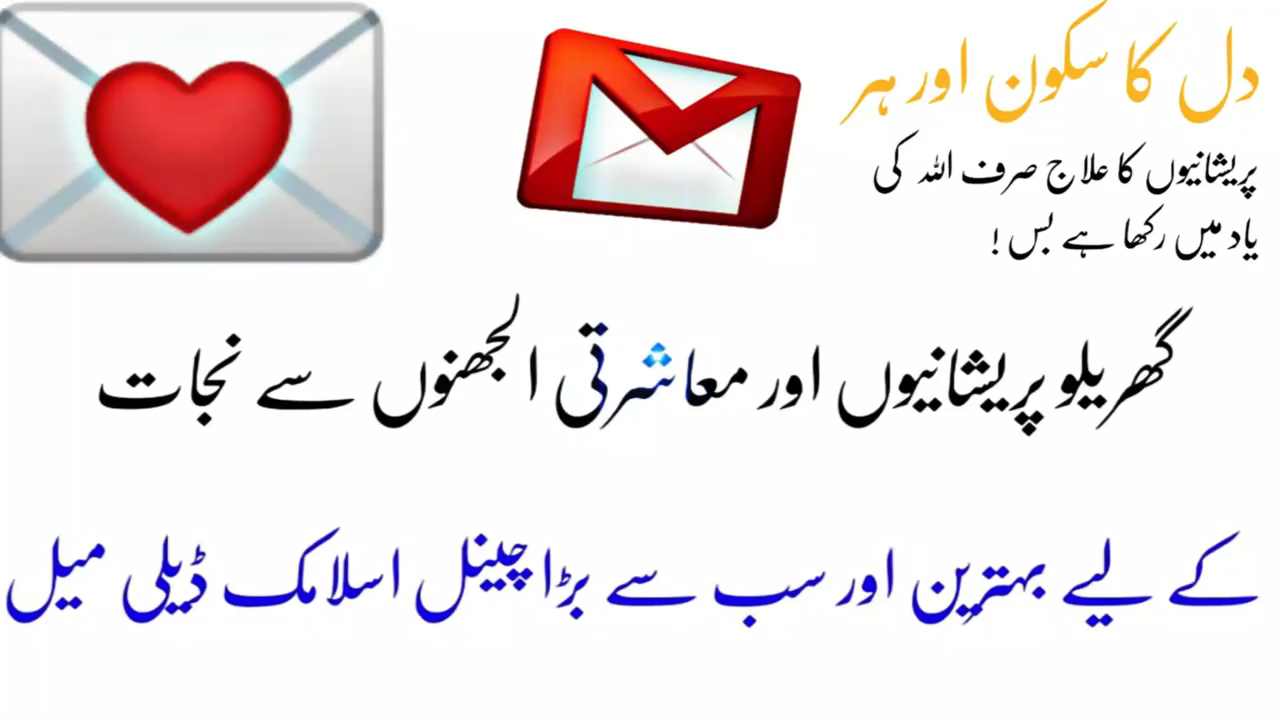 دل کا سکون اور ہر
پریشانیوں کا علاج صرف اللہ کی
یاد میں رکھا ہے بس !
گھریلو پریشانیوں اور معاشرتی الجھنوں سے نجات
کے لیے بہترین اور سب سے بڑا چینل اسلامک ڈیلی میل